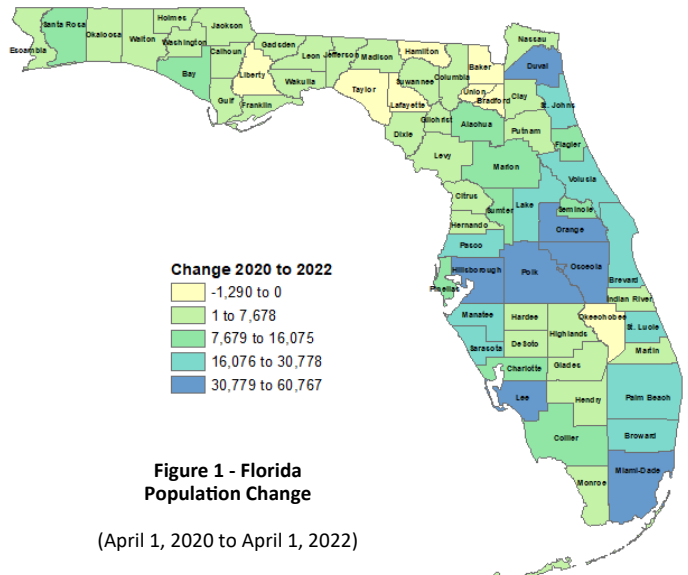 Holmes
Santa Rosa
Jackson
Escambia
Okaloosa
Walton
Washington
Calhoun
Gadsden
Leon
Jefferson
Madison
Hamilton
Nassau
Baker
Duval
Bay
Liberty
Wakulla
Taylor
Suwannee
Columbia
Union
Bradford
Clay
St. Johns
Gulf
Franklin
Lafayette
Gilchrist
Alachua
Putnam
Dixie
Flagler
Levy
Marion
Volusia
Citrus
Sumter
Lake
Seminole
Hernando
Orange
Pasco
Hillsborough
Polk
Osceola
Brevard
Pinellas
Indian River
Manatee
Hardee
Okeechobee
St. Lucie
Highlands
Sarasota
DeSoto
Martin
Charlotte
Glades
Lee
Hendry
Palm Beach
Collier
Broward
Monroe
Miami-Dade
Change 2020 to 2022
-1,290 to 0
1 to 7,678
7,679 to 16,075
16,076 to 30,778
30,779 to 60,767
Figure 1 - Florida
Population Change
(April 1, 2020 to April 1, 2022)